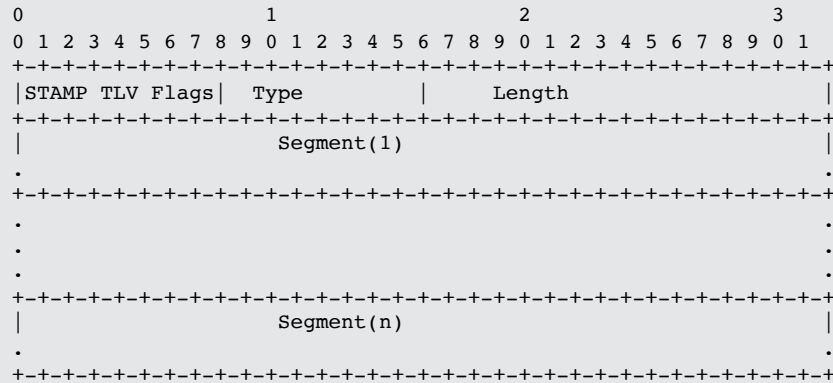 0                   1                   2                   3
0 1 2 3 4 5 6 7 8 9 0 1 2 3 4 5 6 7 8 9 0 1 2 3 4 5 6 7 8 9 0 1
+-+-+-+-+-+-+-+-+-+-+-+-+-+-+-+-+-+-+-+-+-+-+-+-+-+-+-+-+-+-+-+-+
|STAMP TLV Flags|  Type         |     Length                    |
+-+-+-+-+-+-+-+-+-+-+-+-+-+-+-+-+-+-+-+-+-+-+-+-+-+-+-+-+-+-+-+-+
|                    Segment(1)                                 |
.                                                               .
+-+-+-+-+-+-+-+-+-+-+-+-+-+-+-+-+-+-+-+-+-+-+-+-+-+-+-+-+-+-+-+-+
.                                                               .
.                                                               .
.                                                               .
+-+-+-+-+-+-+-+-+-+-+-+-+-+-+-+-+-+-+-+-+-+-+-+-+-+-+-+-+-+-+-+-+
|                    Segment(n)                                 |
.                                                               .
+-+-+-+-+-+-+-+-+-+-+-+-+-+-+-+-+-+-+-+-+-+-+-+-+-+-+-+-+-+-+-+-+